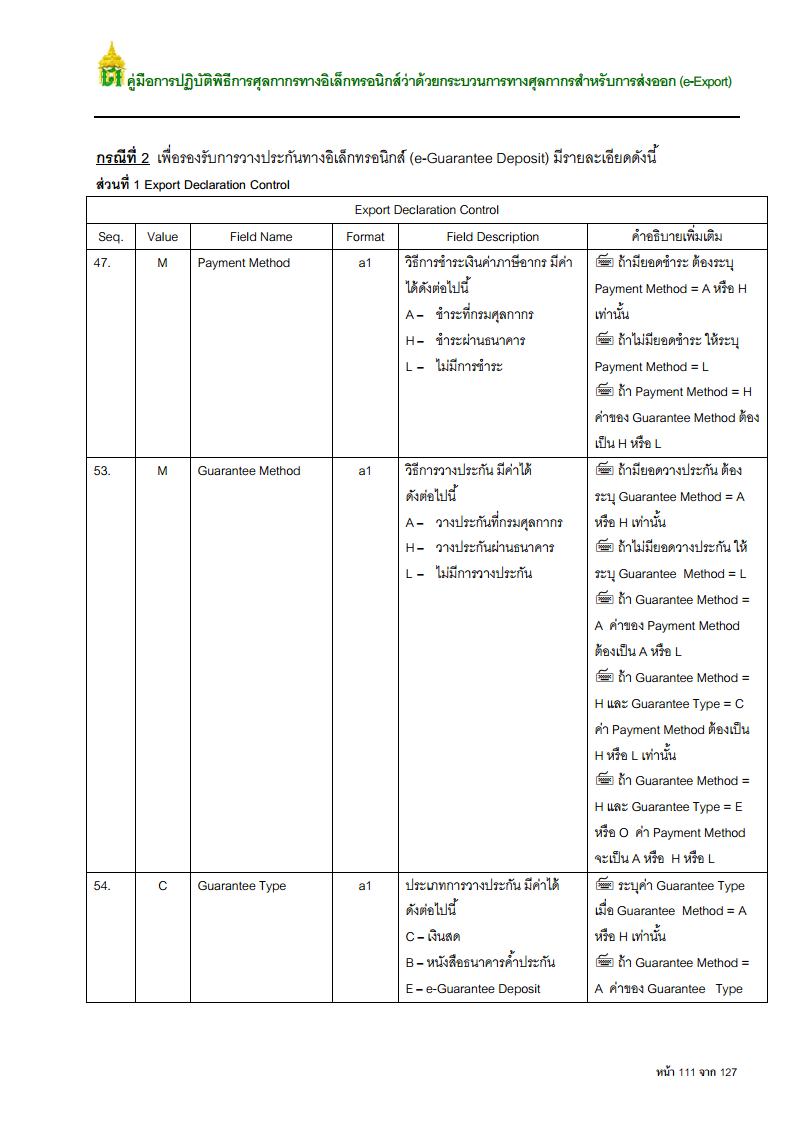 คู่มือการปฏิบัติพิธีการศุลกากรทางอิเล็กทรอนิกส์ว่าด้วยกระบวนการทางศุลกากรสำหรับการส่งออก (e-Export)
กรณีที่ 2 เพื่อรองรับการวางประกันทางอิเล็กทรอนิกส์ (e-Guarantee Deposit) มีรายละเอียดดังนี้
ส่วนที่ 1 Export Declaration Control
Export Declaration Control
Seq. Value Field Name Format Field Description คำอธิบายเพิ่มเติม
47. M Payment Method a1
วิธีการชำระเงินค่าภาษีอากร มีค่า
ได้ดังต่อไปนี้
A – ชำระที่กรมศุลกากร
H – ชำระผ่านธนาคาร
L – ไม่มีการชำระ
ถ้ามียอดชำระ ต้องระบุ
Payment Method = A หรือ H
เท่านั้น
ถ้าไม่มียอดชำระ ให้ระบุ
Payment Method = L
ถ้า Payment Method = H
ค่าของ Guarantee Method ต้อง
เป็น H หรือ L
53. M Guarantee Method a1
วิธีการวางประกัน มีค่าได้
ดังต่อไปนี้
A – วางประกันที่กรมศุลกากร
H – วางประกันผ่านธนาคาร
L – ไม่มีการวางประกัน
ถ้ามียอดวางประกัน ต้อง
ระบุ Guarantee Method = A
หรือ H เท่านั้น
ถ้าไม่มียอดวางประกัน ให้
ระบุ Guarantee Method = L
ถ้า Guarantee Method =
A ค่าของ Payment Method
ต้องเป็น A หรือ L
ถ้า Guarantee Method =
H และ Guarantee Type = C
ค่า Payment Method ต้องเป็น
H หรือ L เท่านั้น
ถ้า Guarantee Method =
H และ Guarantee Type = E
หรือ O ค่า Payment Method
จะเป็น A หรือ H หรือ L
54. C Guarantee Type a1
ประเภทการวางประกัน มีค่าได้
ดังต่อไปนี้
C – เงินสด
B – หนังสือธนาคารค้ำประกัน
E – e-Guarantee Deposit
ระบุค่า Guarantee Type
เมื่อ Guarantee Method = A
หรือ H เท่านั้น
ถ้า Guarantee Method =
A ค่าของ Guarantee Type
หน้า 111 จาก 127